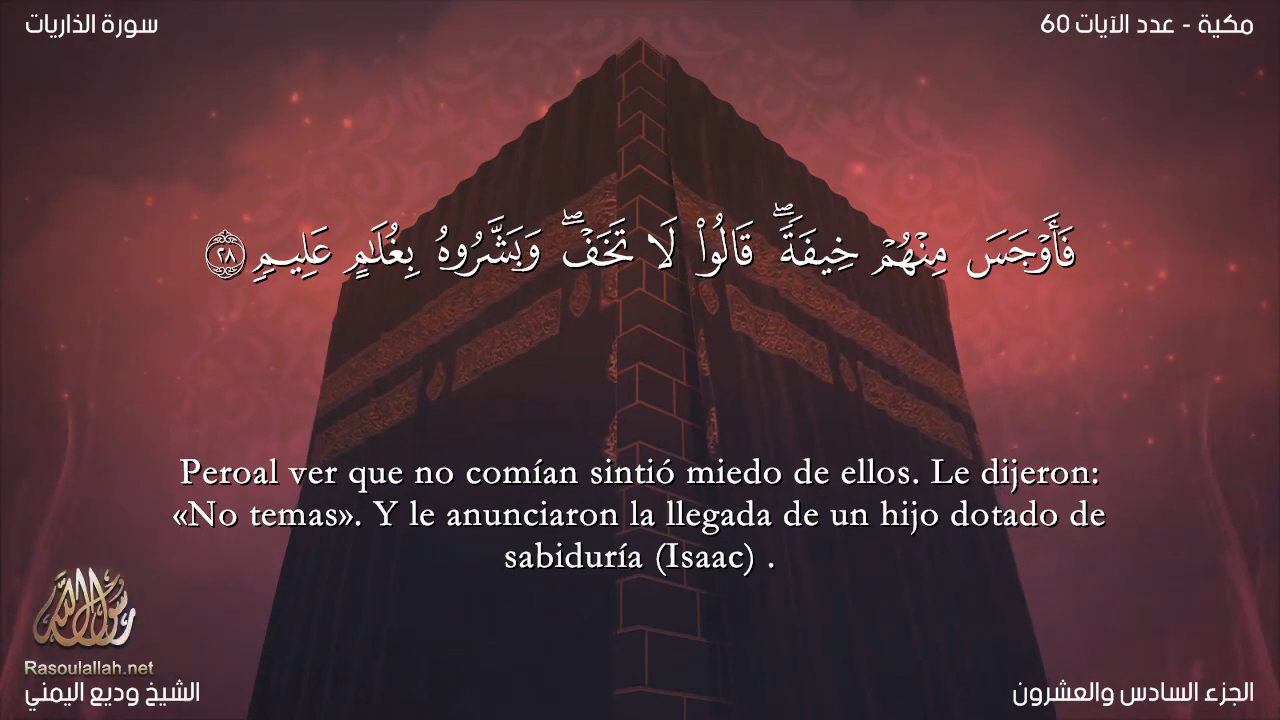 سورة الذاريات
مكية - عدد الآيات 60
فَأَوْجَسَ مِنْهُمْ خِيفَةً ۖ قَالُوا۟ لَا تَخَفْ ۖ وَبَشَّرُوهُ بِغُلَٰمٍ عَلِيمٍ ٢٨
Peroal ver que no comían sintió miedo de ellos. Le dijeron:
«No temas». Y le anunciaron la llegada de un hijo dotado de
sabiduría (Isaac) .
رسول الله
Rasoulallah.net
الشيخ وديع اليمني
الجزء السادس والعشرون